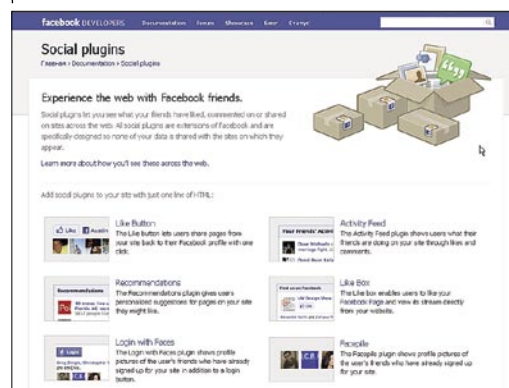 facebook DEVELOPERS Documentation Forum Showcase Блог
Social plugins
Главная › Documentation › Social plugins
Experience the web with Facebook friends.
Social plugins let you see what your friends have liked, commented on or shared
on sites across the web. All social plugins are extensions of facebook and are
specifically designed so none of your data is shared with the sites on which they
appear.
Learn more about how you'll see these across the web.
Add social plugins to your site with just one line of HTML:
Like Button
The Like button lets users share pages from
your site back to their Facebook profile with one
click.
Like
Activity Feed
The Activity Feed plugin shows users what their
friends are doing on your site through likes and
comments.
Recommendations
The Recommendations plugin gives users
personalized suggestions for pages on your site
they might like.
Recommendations
Like Box
The Like box enables users to like your
Facebook Page and view its stream directly
from your website.
Find us on Facebook
Login with Faces
The Login with Faces plugin shows profile
pictures of the user's friends who have already
signed up for your site in addition to a login
button.
Login
Facepile
The Facepile plugin shows profile pictures of
the user's friends who have already signed up
for your site.